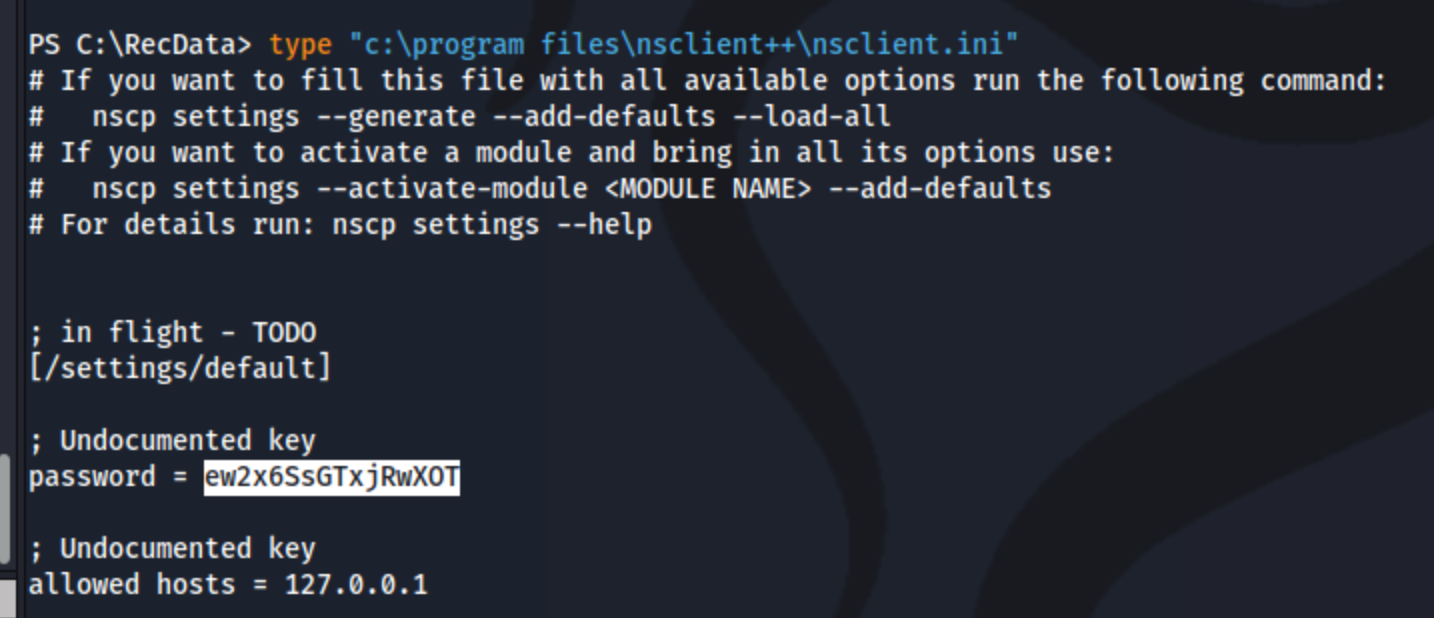 PS C:\RecData> type "c:\program files\nsclient++\nsclient.ini"
# If you want to fill this file with all available options run the following command:
#   nscp settings --generate --add-defaults --load-all
# If you want to activate a module and bring in all its options use:
#   nscp settings --activate-module <MODULE NAME> --add-defaults
# For details run: nscp settings --help
; in flight - TODO
[/settings/default]
; Undocumented key
password = ew2x6SsGTxjRwXOT
; Undocumented key
allowed hosts = 127.0.0.1